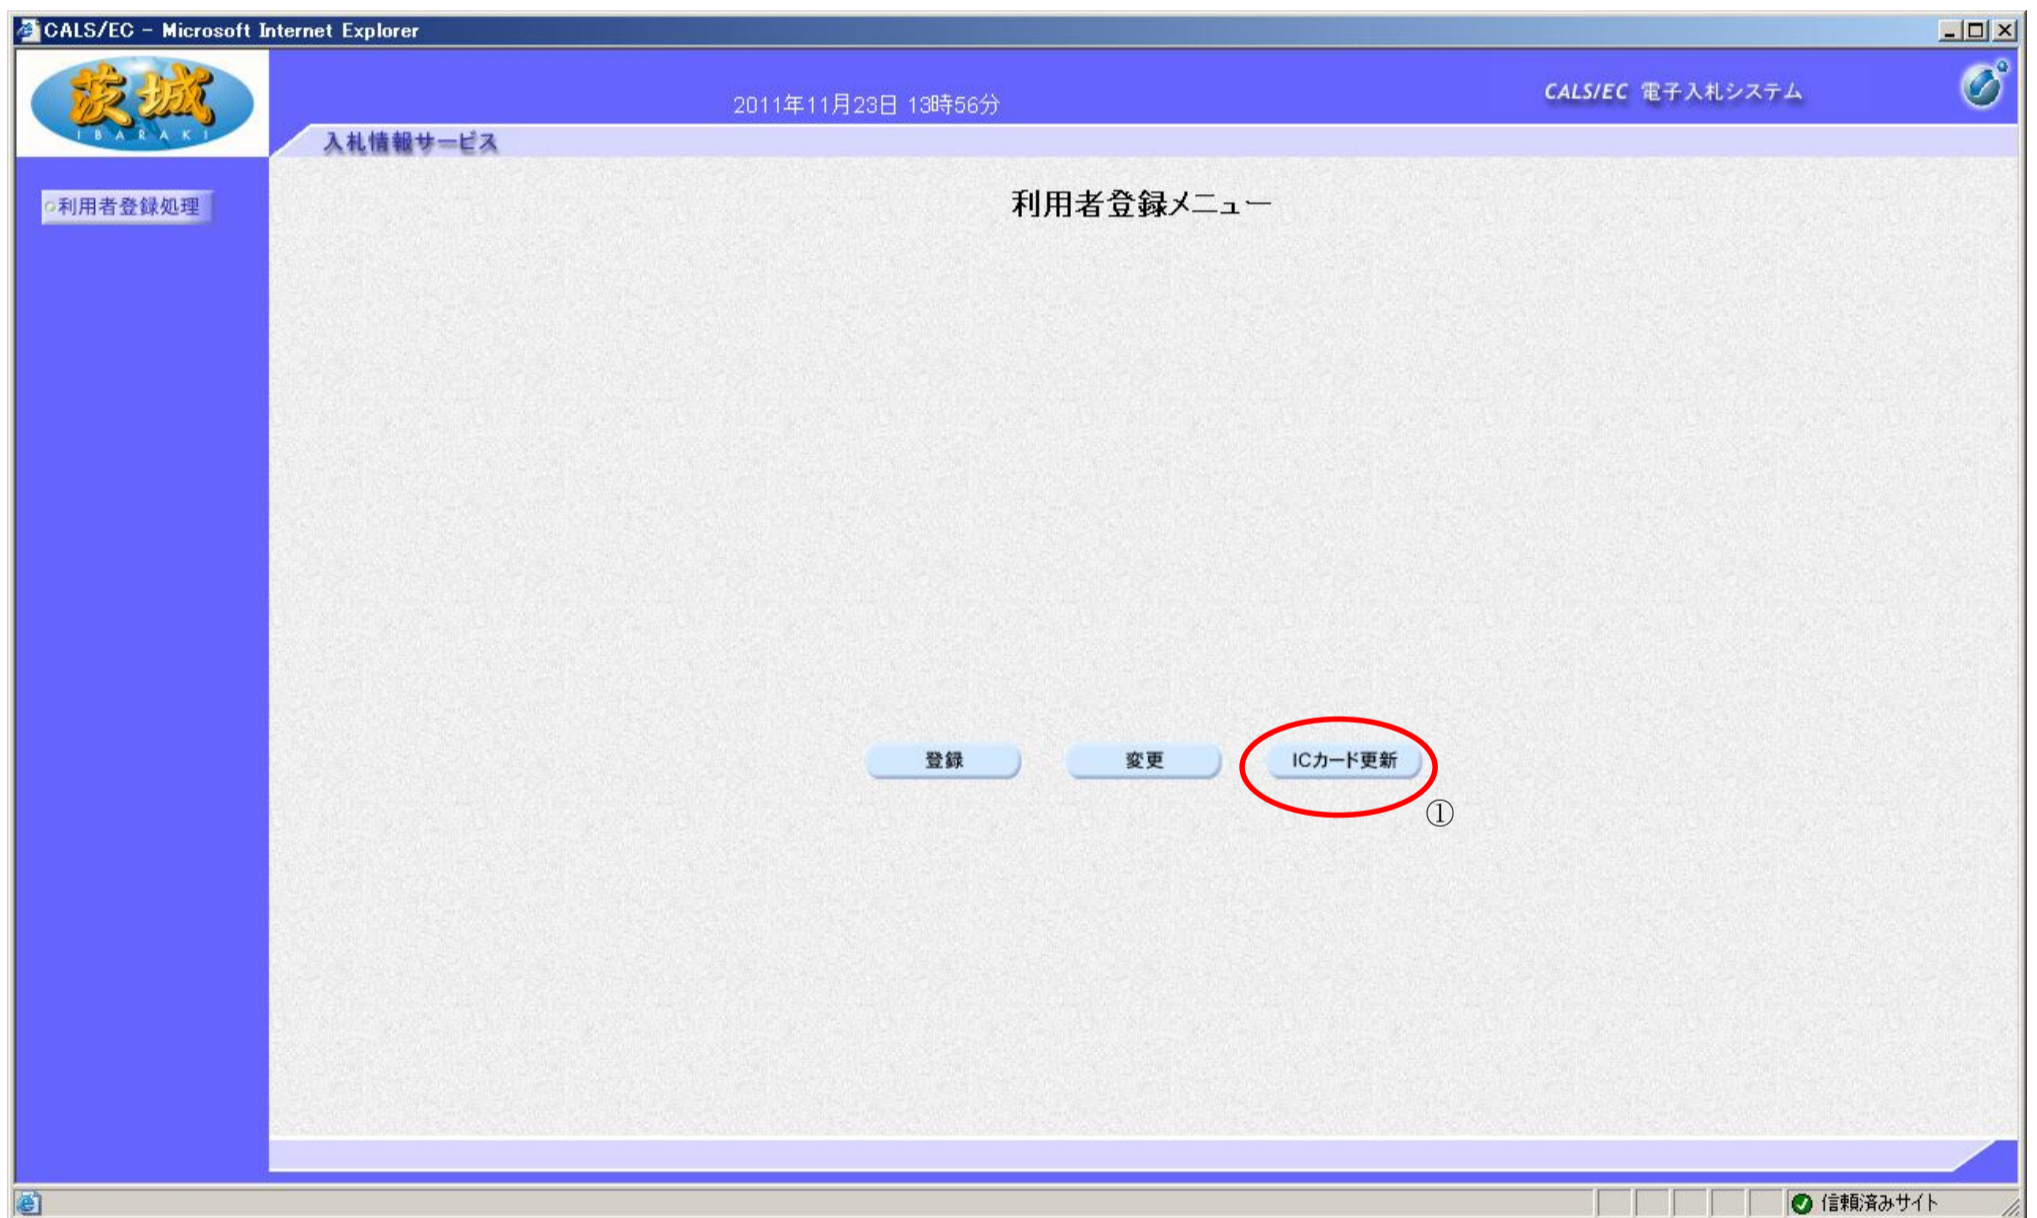 CALS/EC - Microsoft Internet Explorer
茨城
IBARAKI
2011年11月23日 13時56分
CALS/EC 電子入札システム
入札情報サービス
利用者登録処理
利用者登録メニュー
登録
変更
ICカード更新
①
信頼済みサイト